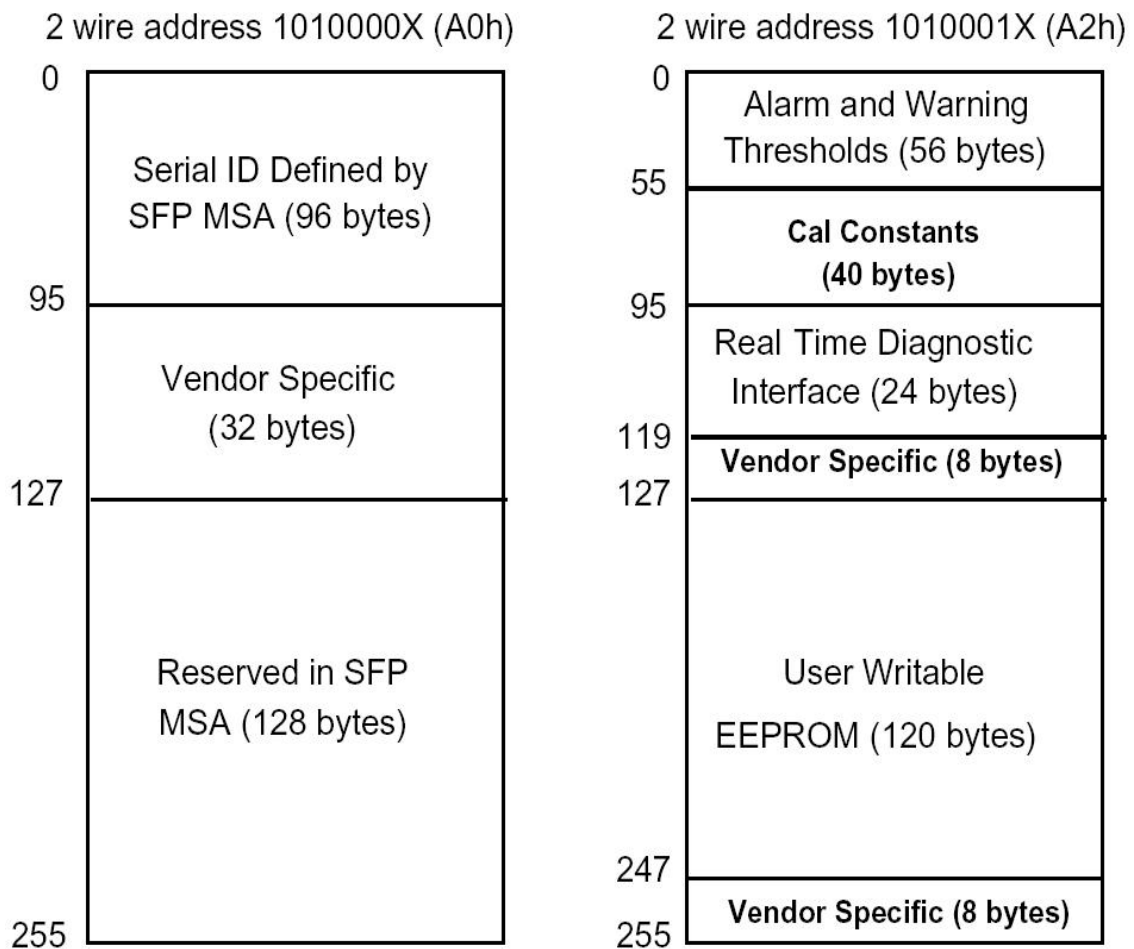 2 wire address 1010000X (A0h)
0
Serial ID Defined by
SFP MSA (96 bytes)
95
Vendor Specific
(32 bytes)
127
Reserved in SFP
MSA (128 bytes)
255
2 wire address 1010001X (A2h)
0
Alarm and Warning
Thresholds (56 bytes)
55
Cal Constants
(40 bytes)
95
Real Time Diagnostic
Interface (24 bytes)
119
Vendor Specific (8 bytes)
127
User Writable
EEPROM (120 bytes)
247
Vendor Specific (8 bytes)
255